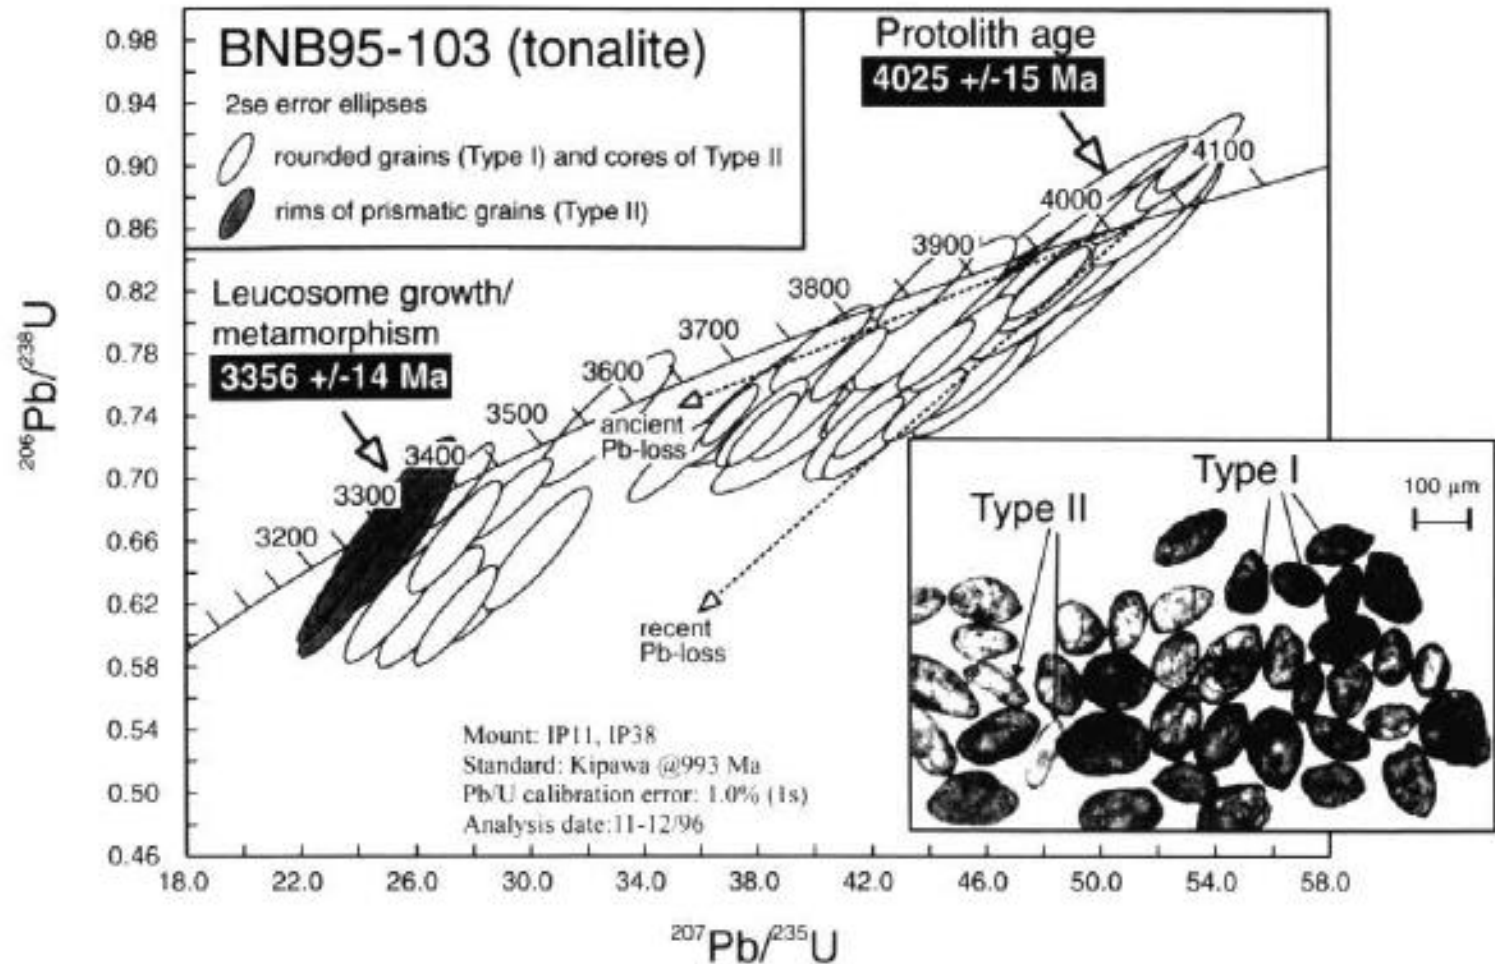 BNB95-103 (tonalite)
2se error ellipses
rounded grains (Type I) and cores of Type II
rims of prismatic grains (Type II)
Protolith age
4025 +/-15 Ma
Leucosome growth/
metamorphism
3356 +/-14 Ma
4100
4000
3900
3800
3700
3600
3500
3400
3300
3200
ancient
Pb-loss
recent
Pb-loss
Type I
Type II
100 µm
Mount: IP11, IP38
Standard: Kipawa @993 Ma
Pb/U calibration error: 1.0% (1s)
Analysis date:11-12/96
206Pb/238U
0.98
0.94
0.90
0.86
0.82
0.78
0.74
0.70
0.66
0.62
0.58
0.54
0.50
0.46
18.0 22.0 26.0 30.0 34.0 38.0 42.0 46.0 50.0 54.0 58.0
207Pb/235U